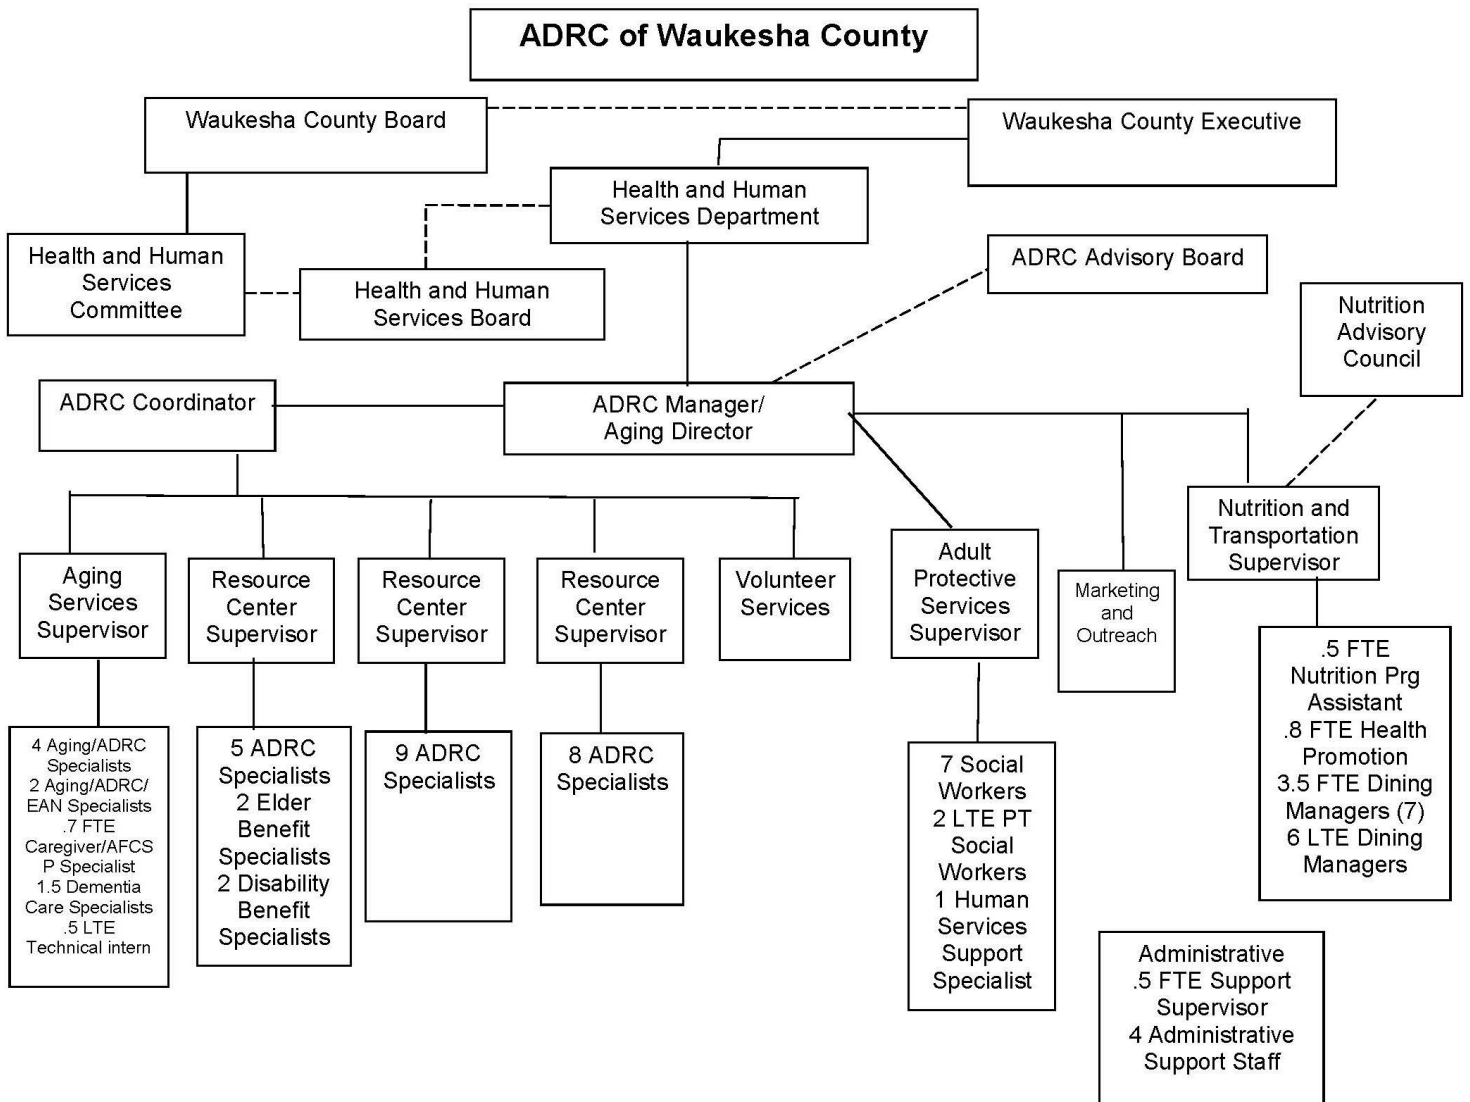 ADRC of Waukesha County
Waukesha County Board
Waukesha County Executive
Health and Human
Services Department
Health and Human
Services
Committee
Health and Human
Services Board
ADRC Advisory Board
Nutrition
Advisory
Council
ADRC Coordinator
ADRC Manager/
Aging Director
Aging
Services
Supervisor
Resource
Center
Supervisor
Resource
Center
Supervisor
Resource
Center
Supervisor
Volunteer
Services
Adult
Protective
Services
Supervisor
Marketing
and
Outreach
Nutrition and
Transportation
Supervisor
4 Aging/ADRC
Specialists
2 Aging/ADRC/
EAN Specialists
.7 FTE
Caregiver/AFCS
P Specialist
1.5 Dementia
Care Specialists
.5 LTE
Technical intern
5 ADRC
Specialists
2 Elder
Benefit
Specialists
2 Disability
Benefit
Specialists
9 ADRC
Specialists
8 ADRC
Specialists
7 Social
Workers
2 LTE PT
Social
Workers
1 Human
Services
Support
Specialist
.5 FTE
Nutrition Prg
Assistant
.8 FTE Health
Promotion
3.5 FTE Dining
Managers (7)
6 LTE Dining
Managers
Administrative
.5 FTE Support
Supervisor
4 Administrative
Support Staff